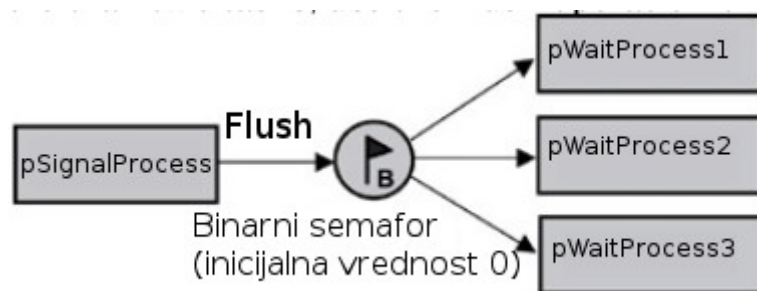 pWaitProcess1
Flush
pSignalProcess
B
pWaitProcess2
Binarni semafor
(inicijalna vrednost 0)
pWaitProcess3